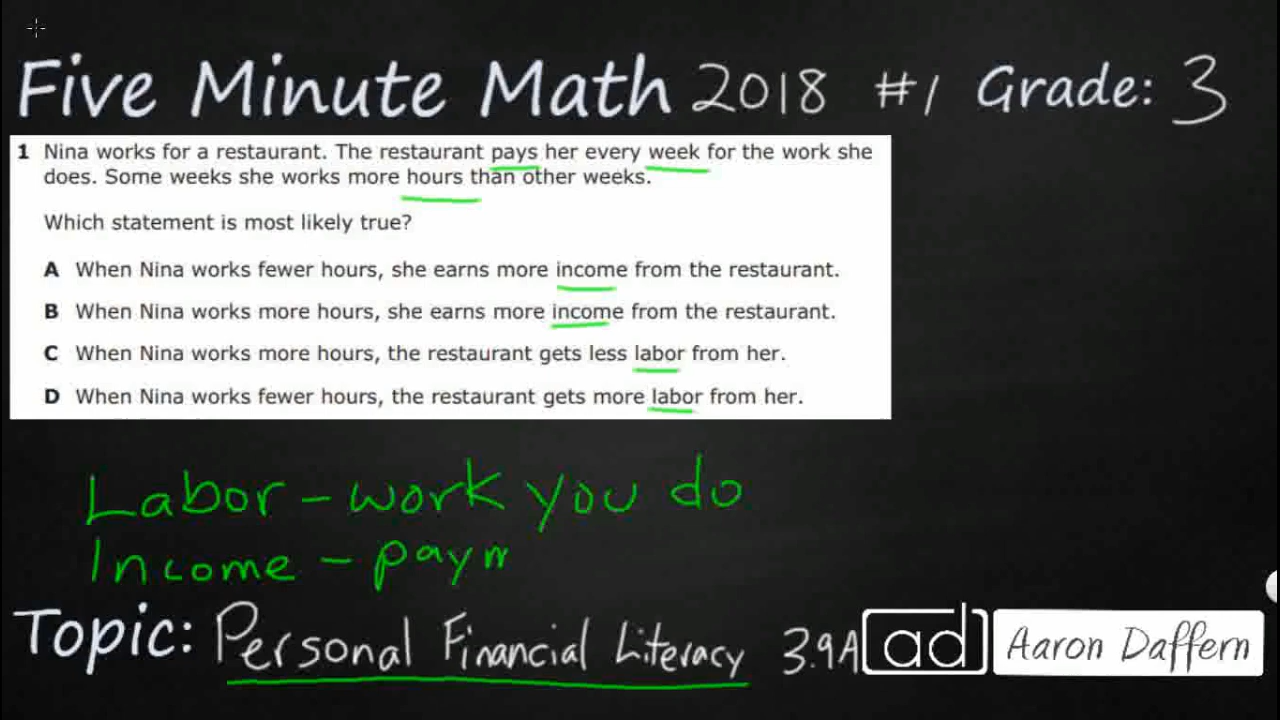 Five Minute Math 2018 #1 Grade: 3
1 Nina works for a restaurant. The restaurant pays her every week for the work she
does. Some weeks she works more hours than other weeks.
Which statement is most likely true?
A When Nina works fewer hours, she earns more income from the restaurant.
B When Nina works more hours, she earns more income from the restaurant.
C When Nina works more hours, the restaurant gets less labor from her.
D When Nina works fewer hours, the restaurant gets more labor from her.
Labor - work you do
Income - paym
Topic: Personal Financial Literacy 3.9A ad Aaron Daffern